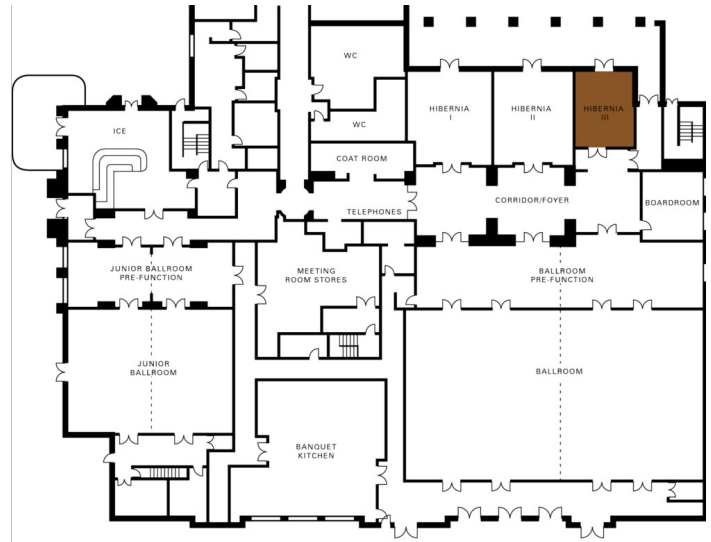 WC
HIBERNIA
I
HIBERNIA
II
HIBERNIA
III
ICE
WC
COAT ROOM
TELEPHONES
CORRIDOR/FOYER
BOARDROOM
JUNIOR BALLROOM
PRE-FUNCTION
MEETING
ROOM STORES
BALLROOM
PRE-FUNCTION
JUNIOR
BALLROOM
BALLROOM
BANQUET
KITCHEN